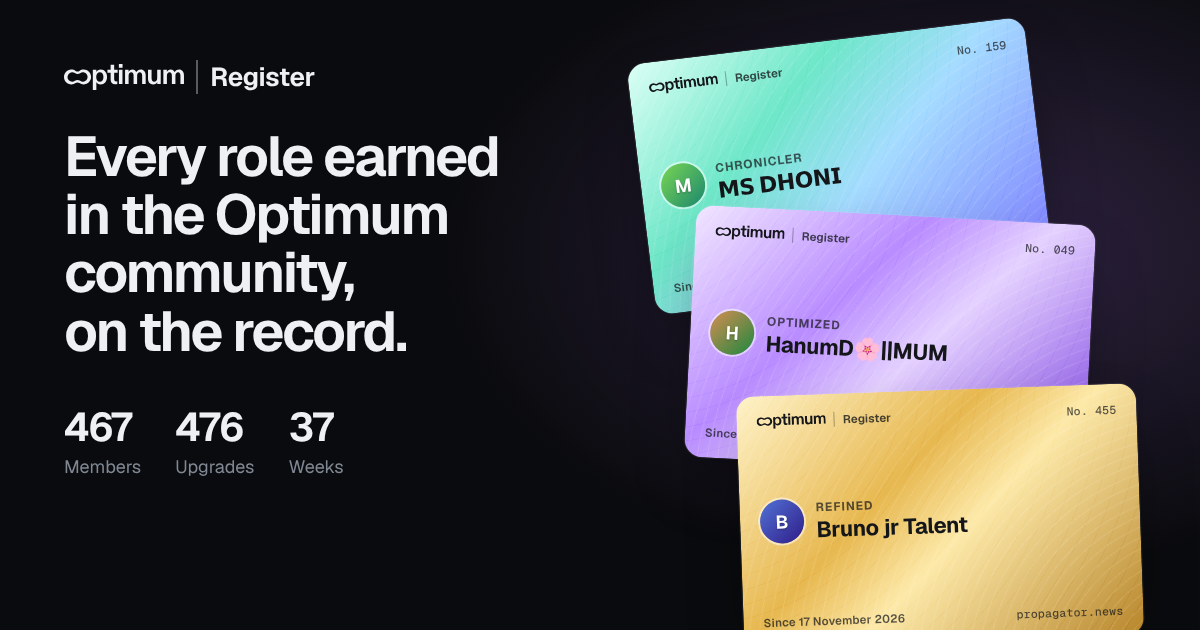 optimum | Register
Every role earned
in the Optimum
community,
on the record.
467 476 37
Members Upgrades Weeks
optimum | Register
No. 159
M
CHRONICLER
MS DHONI
optimum | Register
No. 049
H
OPTIMIZED
HanumD🌸||MUM
Since
optimum | Register
No. 455
B
REFINED
Bruno jr Talent
Since 17 November 2026
propagator.news